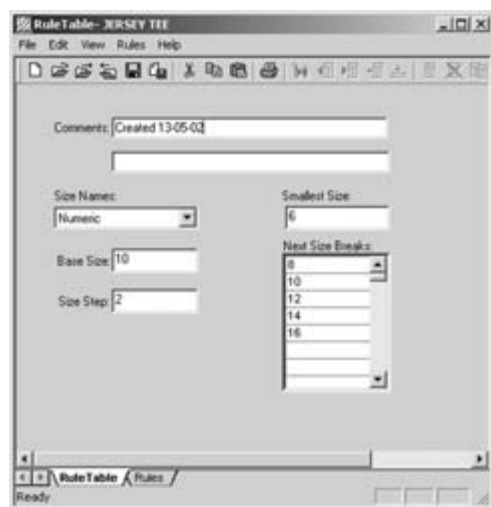 RuleTable- JERSEY TEE
File Edit View Rules Help
Comments: Created 13-05-02
Size Names:
Numeric
Smallest Size:
6
Base Size: 10
Next Size Breaks:
8
10
12
14
16
Size Step: 2
RuleTable Rules
Ready